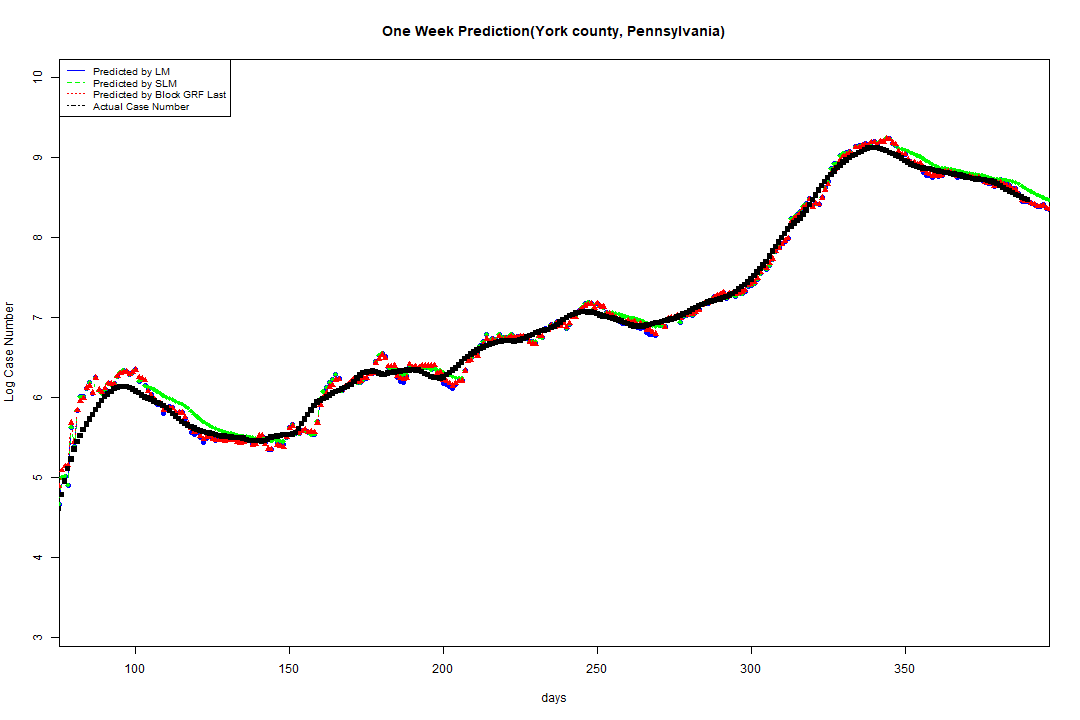 One Week Prediction(York county, Pennsylvania)
Predicted by LM
Predicted by SLM
Predicted by Block GRF Last
Actual Case Number
10
9
8
7
6
5
4
3
Log Case Number
100 150 200 250 300 350
days